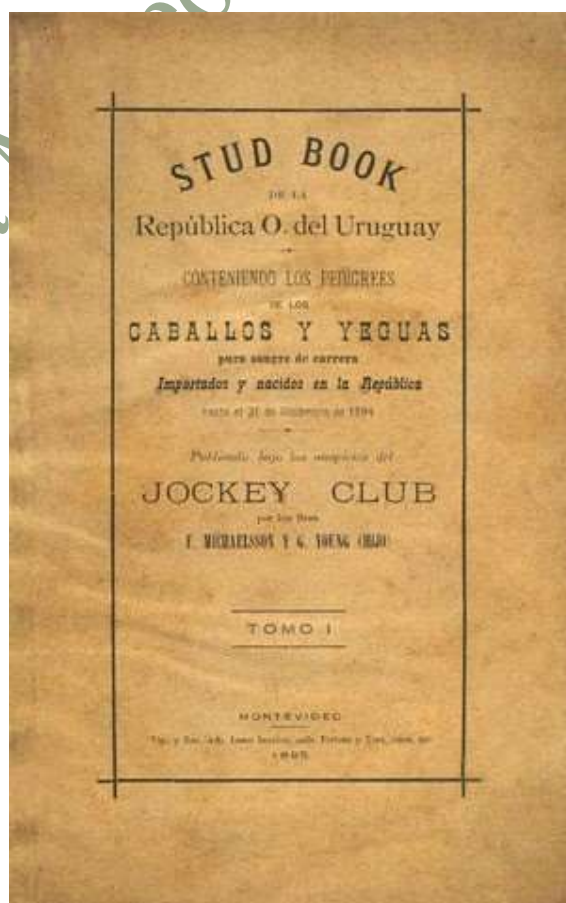 STUD BOOK
DE LA
República O. del Uruguay
CONTENIENDO LOS PEDIGREES
DE LOS
CABALLOS Y YEGUAS
pura sangre de carrera
Importados y nacidos en la República
hasta el 31 de Diciembre de 1894
Publicado bajo los auspicios del
JOCKEY CLUB
por los Sres
F. MICHAELSSON Y G. YOUNG (HIJO)
TOMO I
MONTEVIDEO
1895